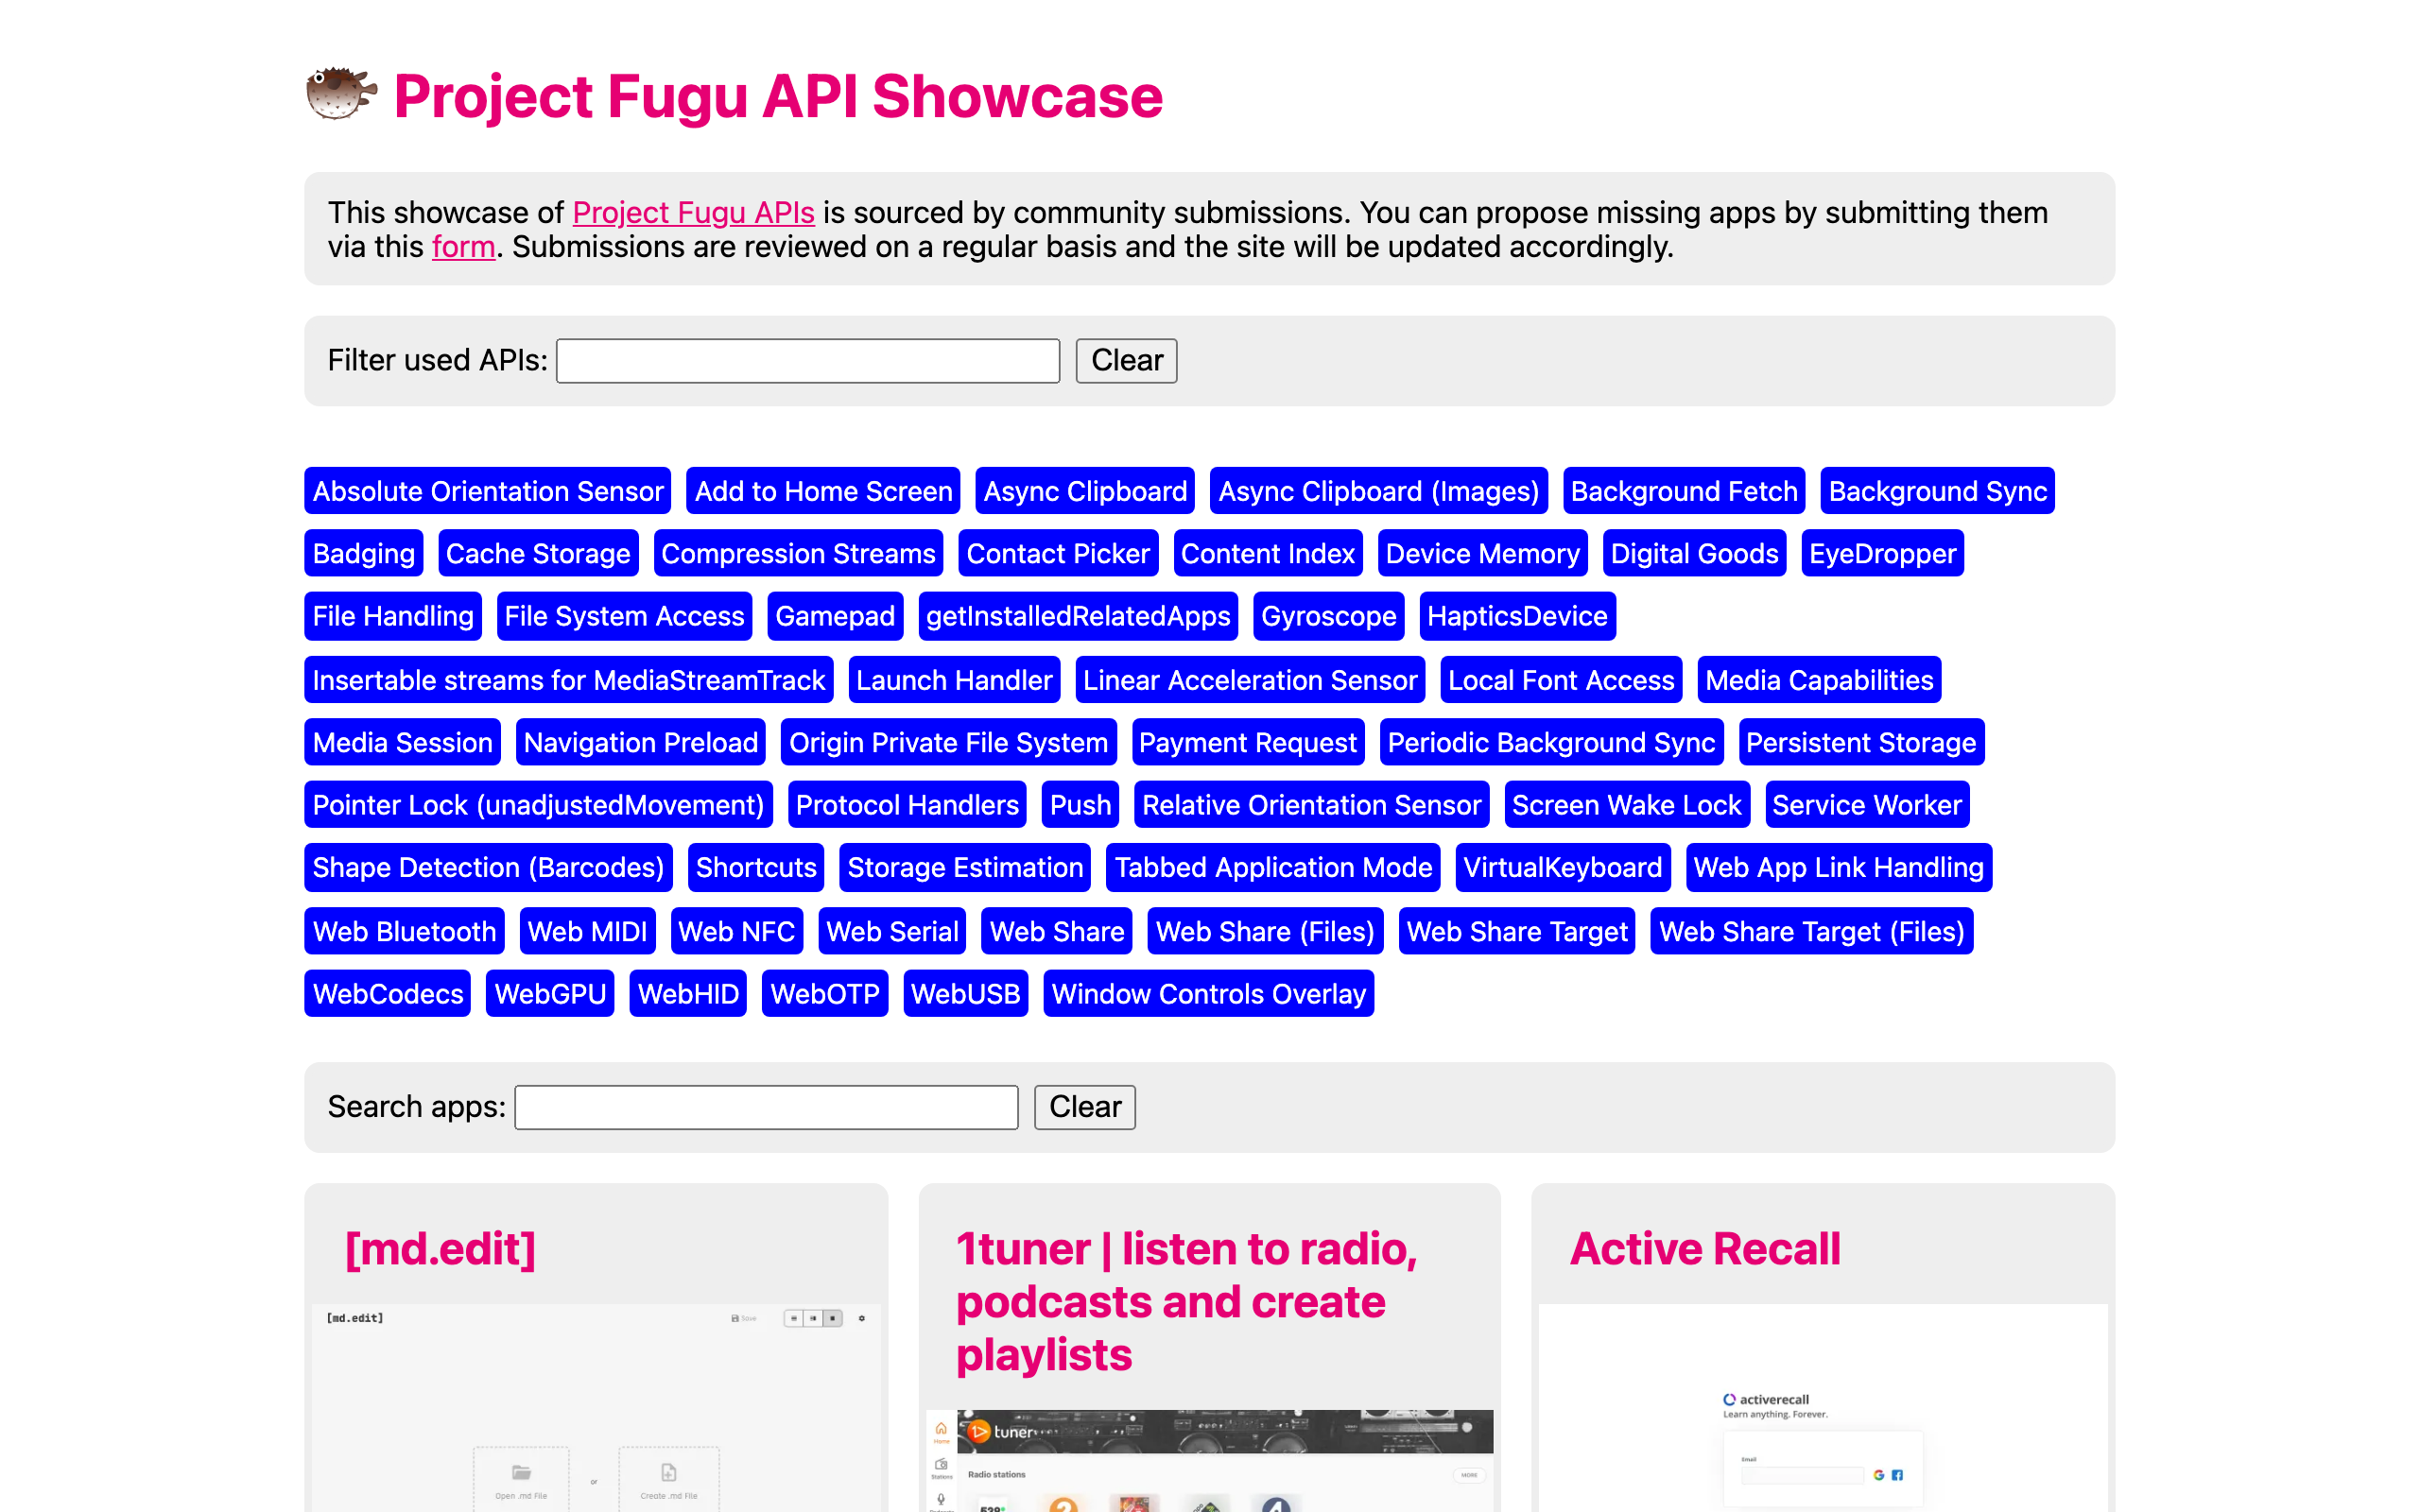 Project Fugu API Showcase
This showcase of Project Fugu APIs is sourced by community submissions. You can propose missing apps by submitting them
via this form. Submissions are reviewed on a regular basis and the site will be updated accordingly.
Filter used APIs: Clear
Absolute Orientation Sensor Add to Home Screen Async Clipboard Async Clipboard (Images) Background Fetch Background Sync
Badging Cache Storage Compression Streams Contact Picker Content Index Device Memory Digital Goods EyeDropper
File Handling File System Access Gamepad getInstalledRelatedApps Gyroscope HapticsDevice
Insertable streams for MediaStreamTrack Launch Handler Linear Acceleration Sensor Local Font Access Media Capabilities
Media Session Navigation Preload Origin Private File System Payment Request Periodic Background Sync Persistent Storage
Pointer Lock (unadjustedMovement) Protocol Handlers Push Relative Orientation Sensor Screen Wake Lock Service Worker
Shape Detection (Barcodes) Shortcuts Storage Estimation Tabbed Application Mode VirtualKeyboard Web App Link Handling
Web Bluetooth Web MIDI Web NFC Web Serial Web Share Web Share (Files) Web Share Target Web Share Target (Files)
WebCodecs WebGPU WebHID WebOTP WebUSB Window Controls Overlay
Search apps: Clear
[md.edit]
[md.edit] Save
Open .md File or Create .md File
1tuner | listen to radio,
podcasts and create
playlists
tuner
Home
Stations
Radio stations MORE
Active Recall
activerecall
Learn anything. Forever.
Email